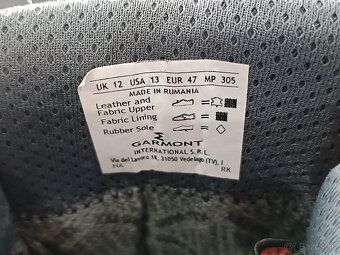 UK 12 USA 13 EUR 47 MP 305
MADE IN RUMANIA
Leather and
Fabric Upper
Fabric Lining
Rubber Sole
GARMONT
INTERNATIONAL S.R.L.
Via del Lavoro 18, 31050 Vedelago (TV), I
NA RK